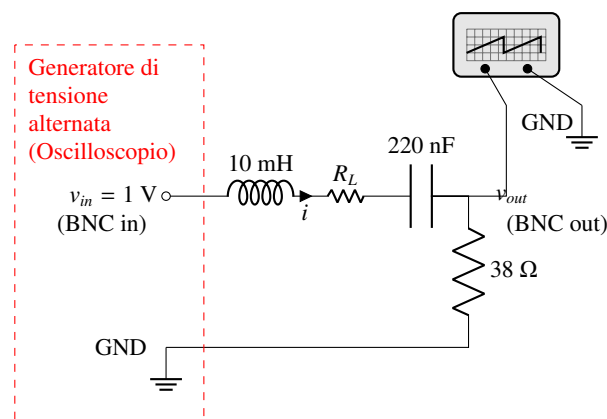 Generatore di
tensione
alternata
(Oscilloscopio)
GND
10 mH
R_L
220 nF
v_in = 1 V
(BNC in)
i
v_out
(BNC out)
38 Ω
GND